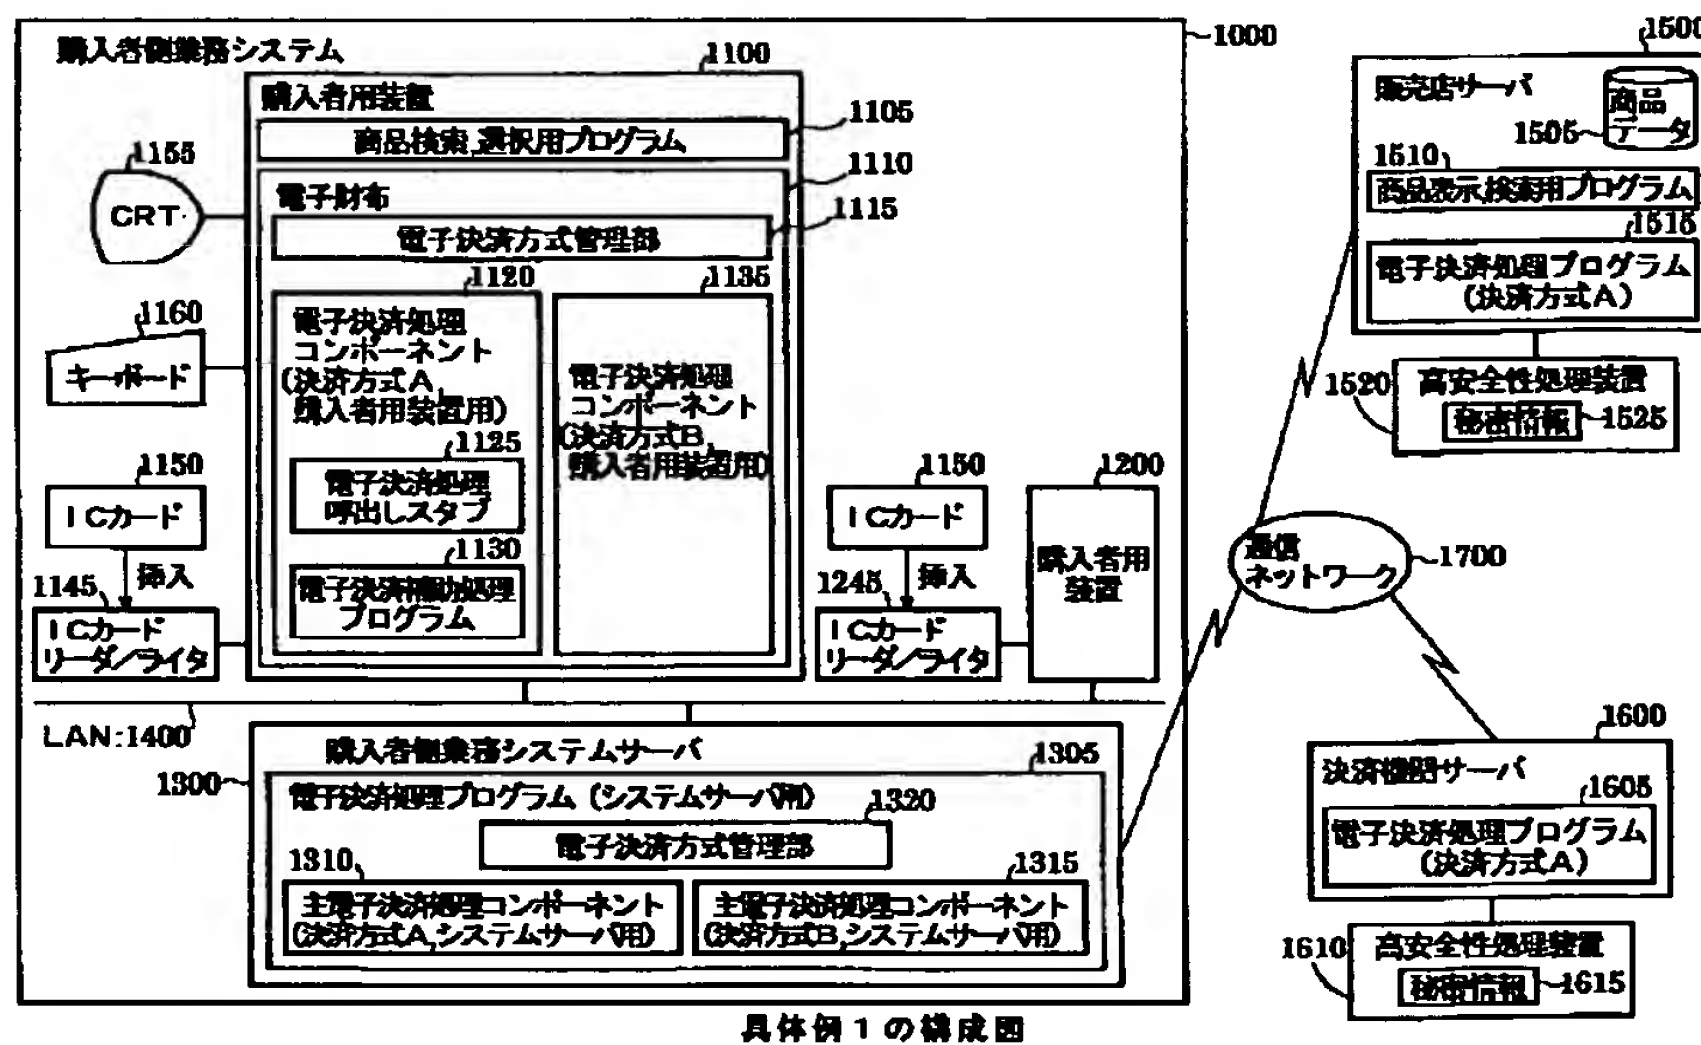 購入者側業務システム
1000
1100
購入者用装置
1105
商品検索,選択用プログラム
1155
CRT
1110
電子財布
1115
電子決済方式管理部
1120
電子決済処理
コンポーネント
(決済方式A,
購入者用装置用)
1125
電子決済処理
呼出しスタブ
1130
電子決済補助処理
プログラム
1135
電子決済処理
コンポーネント
(決済方式B,
購入者用装置用)
1160
キーボード
1150
ICカード
挿入
1145
ICカード
リーダ/ライタ
1150
ICカード
挿入
1245
ICカード
リーダ/ライタ
1200
購入者用
装置
LAN:1400
購入者側業務システムサーバ
1300
1305
電子決済処理プログラム(システムサーバ用)
1320
電子決済方式管理部
1310
主電子決済処理コンポーネント
(決済方式A,システムサーバ用)
1315
主電子決済処理コンポーネント
(決済方式B,システムサーバ用)
1500
販売店サーバ
商品
データ
1505
1510
商品表示,検索用プログラム
1515
電子決済処理プログラム
(決済方式A)
1520
高安全性処理装置
秘密情報
1525
通信
ネットワーク
1700
1600
決済機関サーバ
1605
電子決済処理プログラム
(決済方式A)
1610
高安全性処理装置
秘密情報
1615
具体例1の構成図